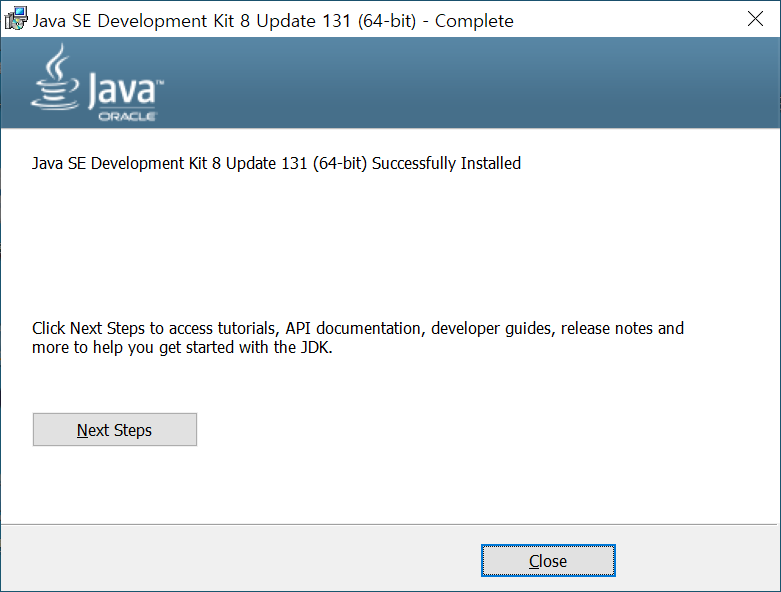 Java SE Development Kit 8 Update 131 (64-bit) - Complete
Java™
ORACLE
Java SE Development Kit 8 Update 131 (64-bit) Successfully Installed
Click Next Steps to access tutorials, API documentation, developer guides, release notes and
more to help you get started with the JDK.
Next Steps
Close